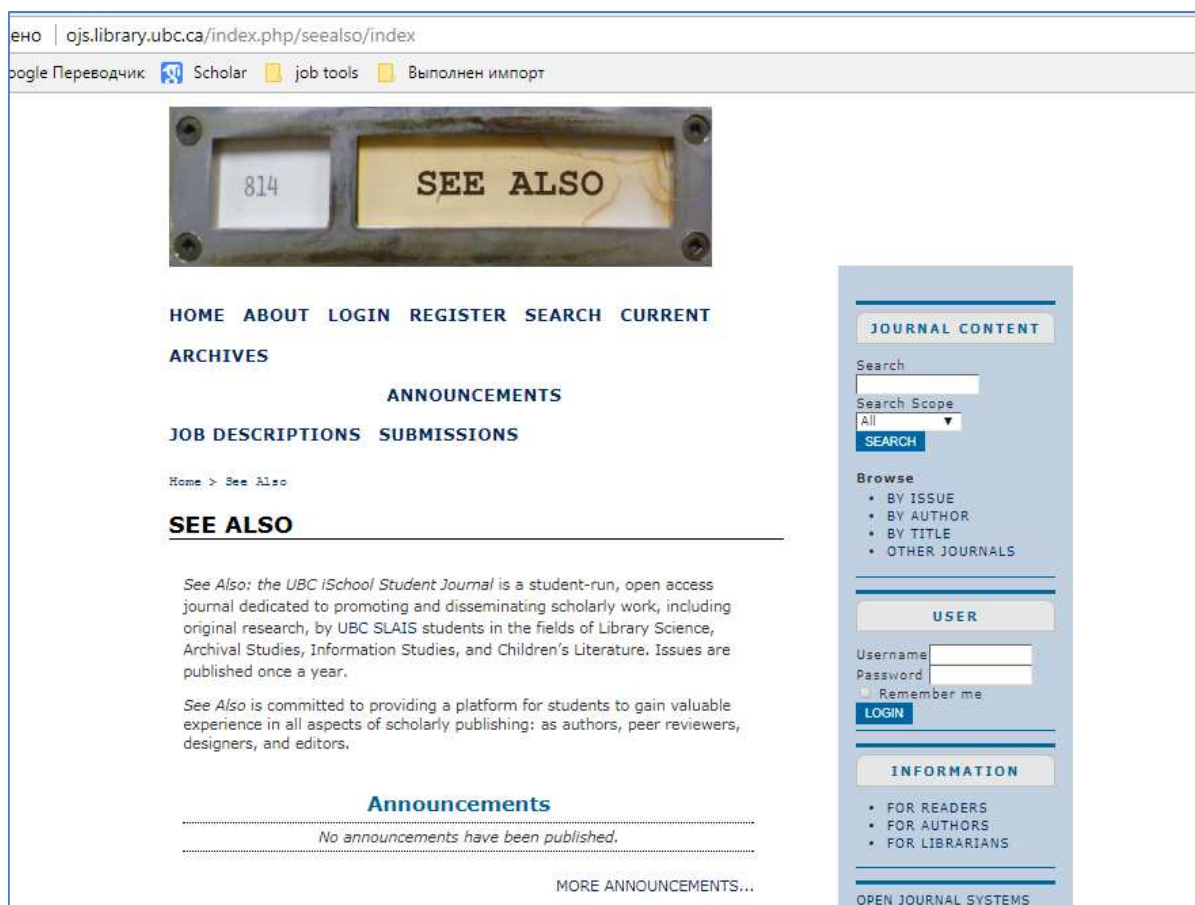 ено ojs.library.ubc.ca/index.php/seealso/index
oogle Переводчик Scholar job tools Выполнен импорт
814 SEE ALSO
HOME ABOUT LOGIN REGISTER SEARCH CURRENT
ARCHIVES
ANNOUNCEMENTS
JOB DESCRIPTIONS SUBMISSIONS
Home > See Also
SEE ALSO
See Also: the UBC iSchool Student Journal is a student-run, open access
journal dedicated to promoting and disseminating scholarly work, including
original research, by UBC SLAIS students in the fields of Library Science,
Archival Studies, Information Studies, and Children's Literature. Issues are
published once a year.
See Also is committed to providing a platform for students to gain valuable
experience in all aspects of scholarly publishing: as authors, peer reviewers,
designers, and editors.
Announcements
No announcements have been published.
MORE ANNOUNCEMENTS...
JOURNAL CONTENT
Search
Search Scope
All
SEARCH
Browse
• BY ISSUE
• BY AUTHOR
• BY TITLE
• OTHER JOURNALS
USER
Username
Password
Remember me
LOGIN
INFORMATION
• FOR READERS
• FOR AUTHORS
• FOR LIBRARIANS
OPEN JOURNAL SYSTEMS